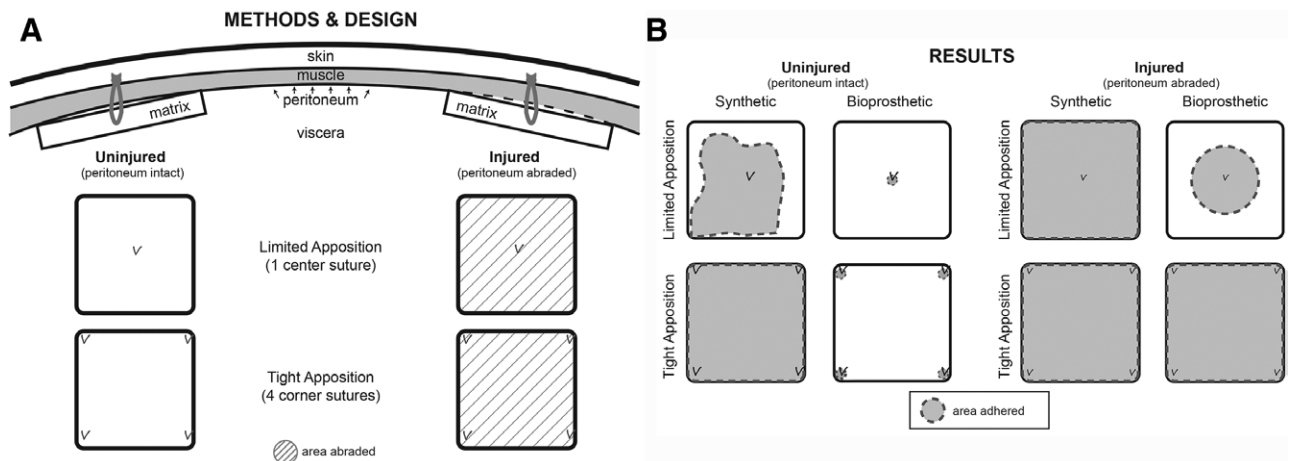 A
METHODS & DESIGN
skin
muscle
peritoneum
matrix
matrix
viscera
Uninjured
(peritoneum intact)
Injured
(peritoneum abraded)
Limited Apposition
(1 center suture)
Tight Apposition
(4 corner sutures)
area abraded
B
RESULTS
Uninjured
(peritoneum intact)
Injured
(peritoneum abraded)
Synthetic
Bioprosthetic
Synthetic
Bioprosthetic
Limited Apposition
Limited Apposition
Tight Apposition
Tight Apposition
area adhered